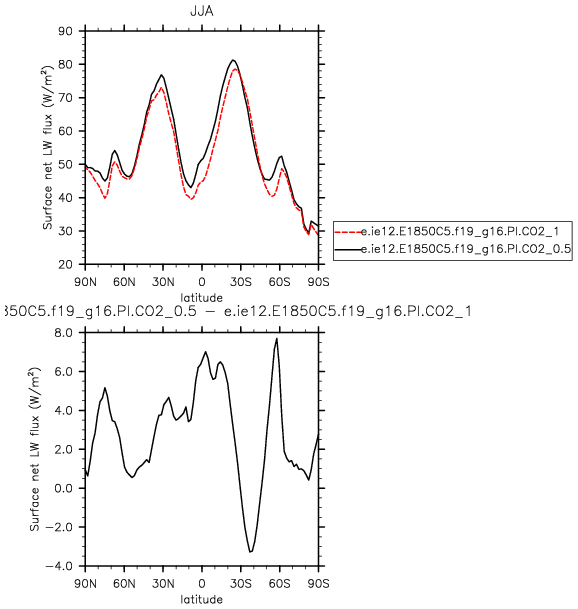 JJA
Surface net LW flux (W/m²)
90
80
70
60
50
40
30
20
90N 60N 30N 0 30S 60S 90S
latitude
e.ie12.E1850C5.f19_g16.PI.CO2_1
e.ie12.E1850C5.f19_g16.PI.CO2_0.5
350C5.f19_g16.PI.CO2_0.5 − e.ie12.E1850C5.f19_g16.PI.CO2_1
Surface net LW flux (W/m²)
8.0
6.0
4.0
2.0
0.0
−2.0
−4.0
90N 60N 30N 0 30S 60S 90S
latitude